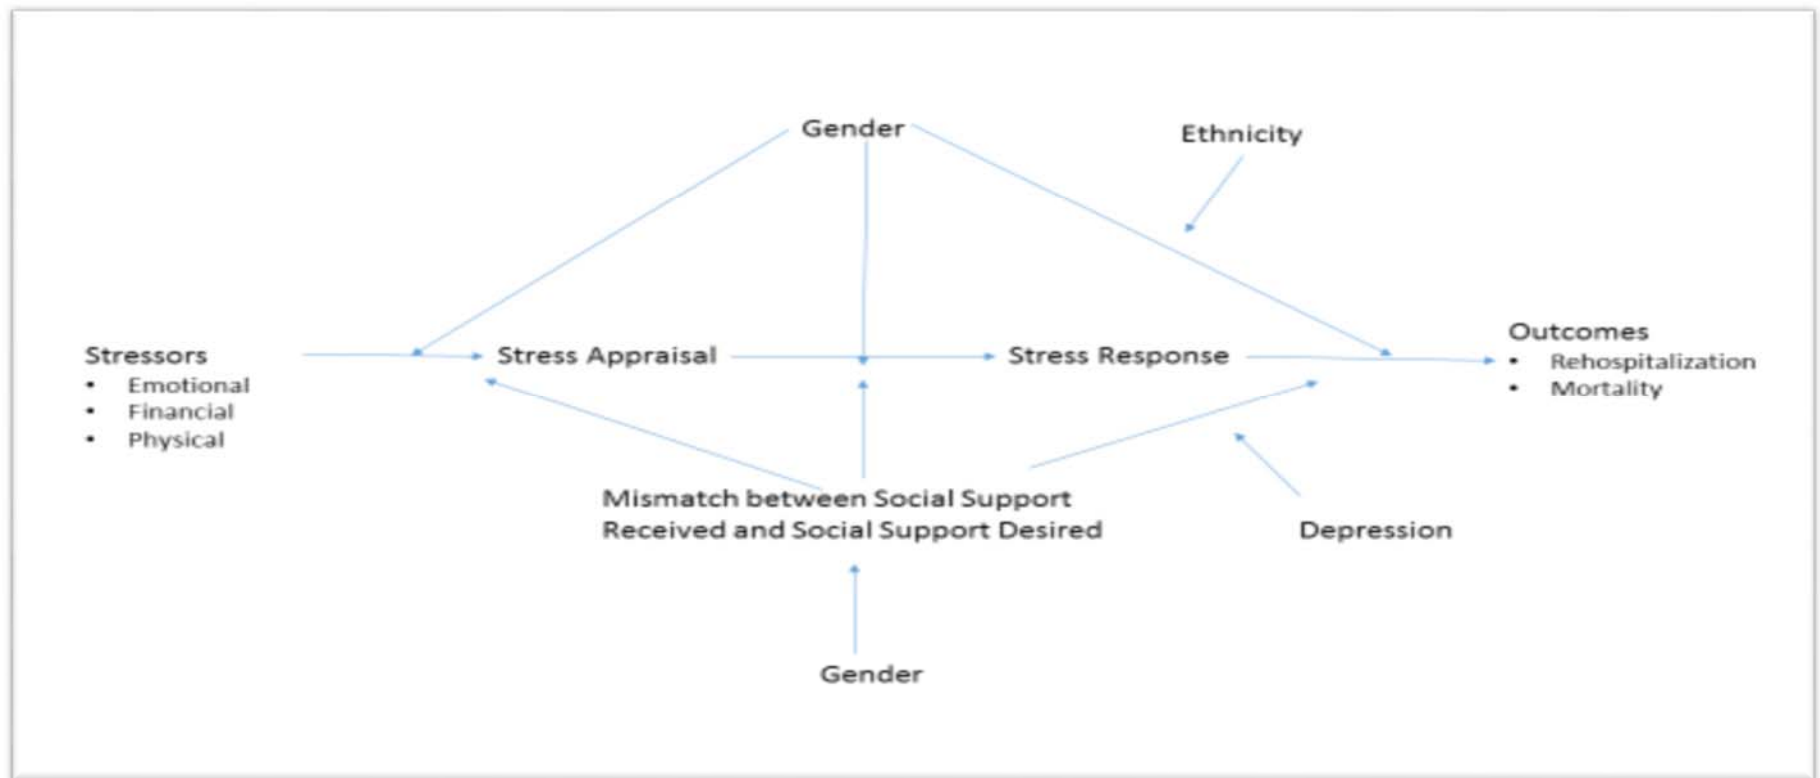 Gender
Ethnicity
Stressors
• Emotional
• Financial
• Physical
Stress Appraisal
Stress Response
Outcomes
• Rehospitalization
• Mortality
Mismatch between Social Support
Received and Social Support Desired
Depression
Gender